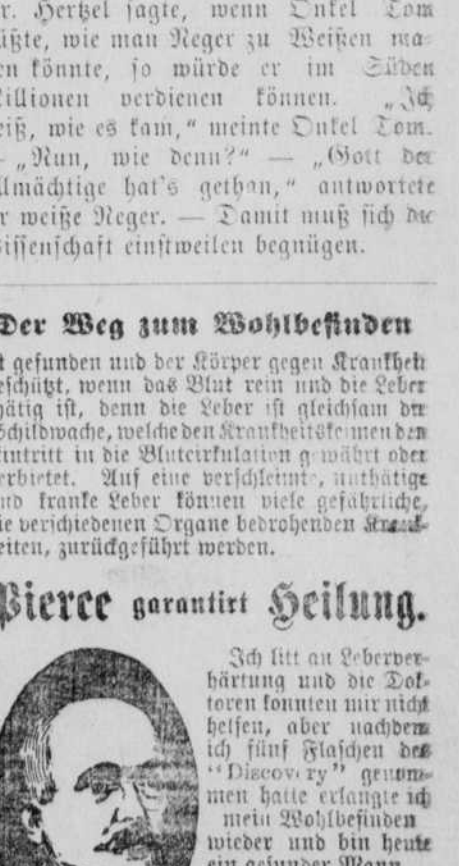 r. Hertzel sagte, wenn Onkel Tom
üßte, wie man Neger zu Weißen ma-
en könnte, so würde er im Süden
illionen verdienen können. „Ich
eiß, wie es kam,“ meinte Onkel Tom.
— „Nun, wie denn?“ — „Gott der
llmächtige hat's gethan,“ antwortete
r weiße Neger. — Damit muß sich die
issenschaft einstweilen begnügen.
Der Weg zum Wohlbefinden
t gefunden und der Körper gegen Krankheit
eschützt, wenn das Blut rein und die Leber
hätig ist, denn die Leber ist gleichsam der
Schildwache, welche den Krankheitskeimen den
intritt in die Blutcirkulation gewährt oder
erbietet. Auf eine verschleimte, unthätige
nd kranke Leber können viele gefährliche,
ie verschiedenen Organe bedrohenden Krank-
eiten, zurückgeführt werden.
Pierce garantirt Heilung.
Ich litt an Leberver-
härtung und die Dok-
toren konnten mir nicht
helfen, aber nachdem
ich fünf Flaschen des
"Discovery" genom-
men hatte erlangte ich
mein Wohlbefinden
wieder und bin heute
ein gesunder Mann